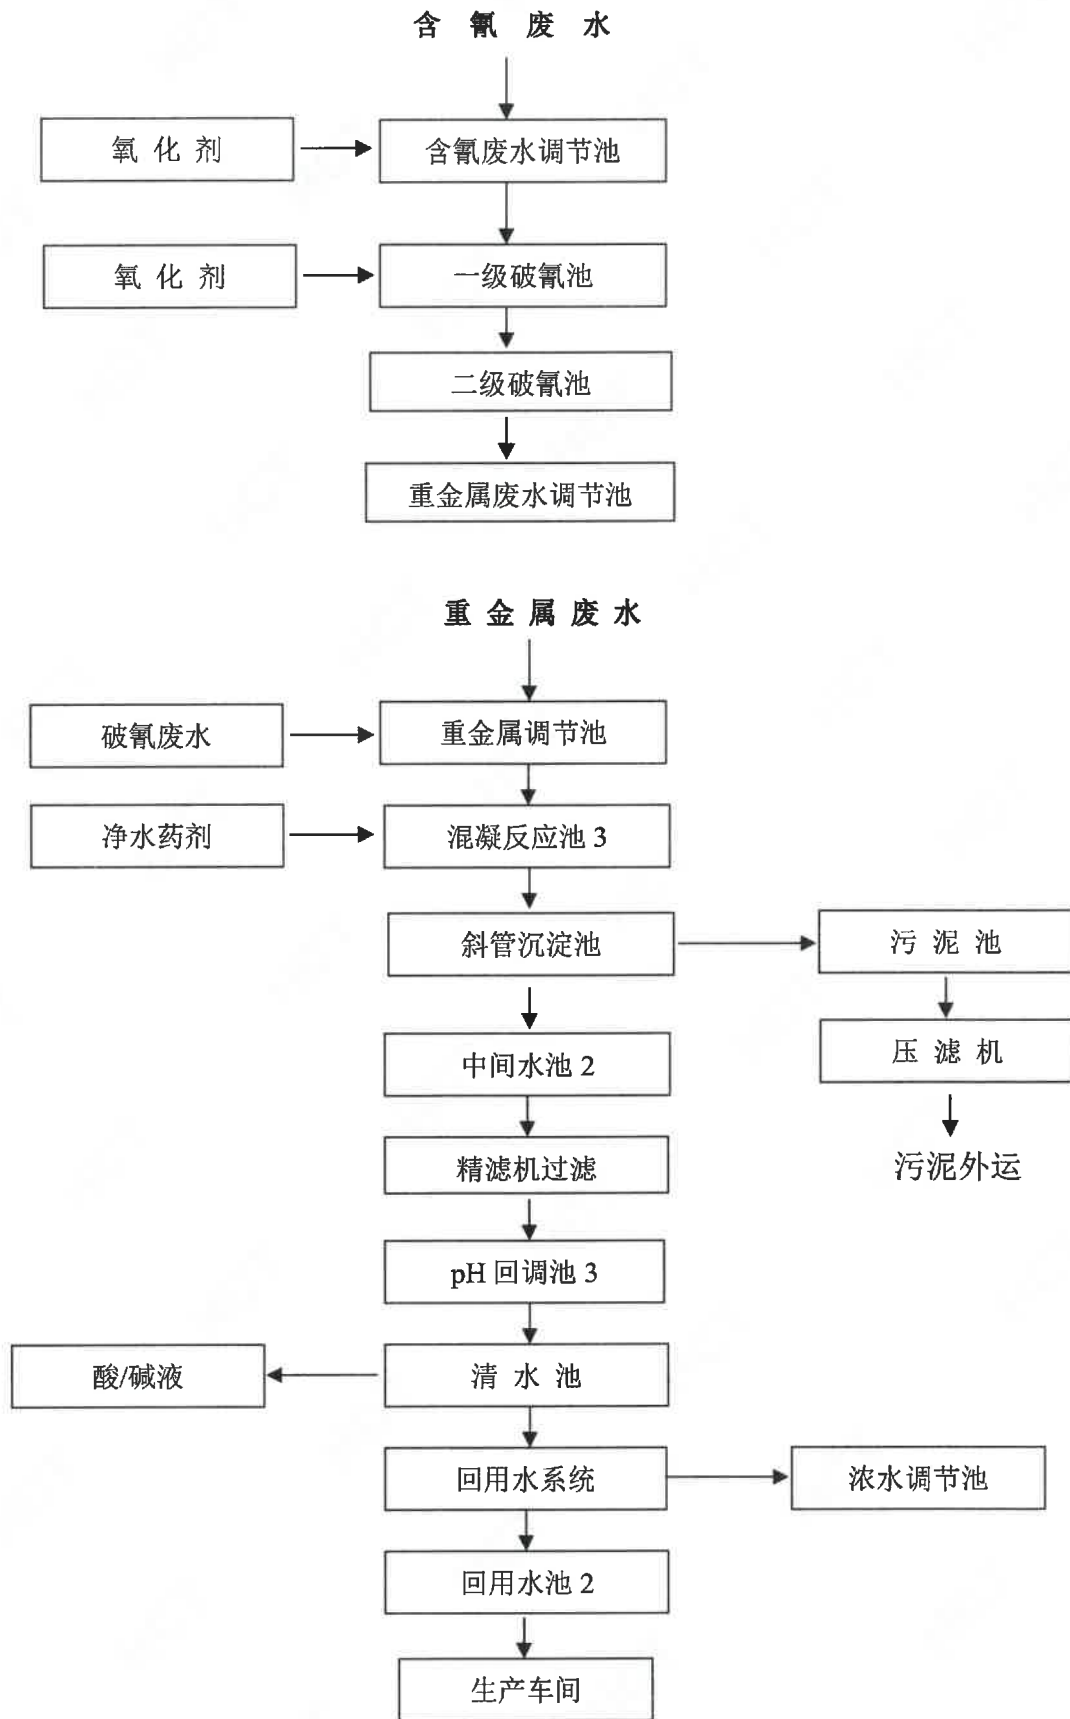 含 氰 废 水
氧 化 剂
含氰废水调节池
氧 化 剂
一级破氰池
二级破氰池
重金属废水调节池
重 金 属 废 水
破氰废水
重金属调节池
净水药剂
混凝反应池 3
斜管沉淀池
污 泥 池
中间水池 2
压 滤 机
精滤机过滤
污泥外运
pH 回调池 3
酸/碱液
清 水 池
回用水系统
浓水调节池
回用水池 2
生产车间